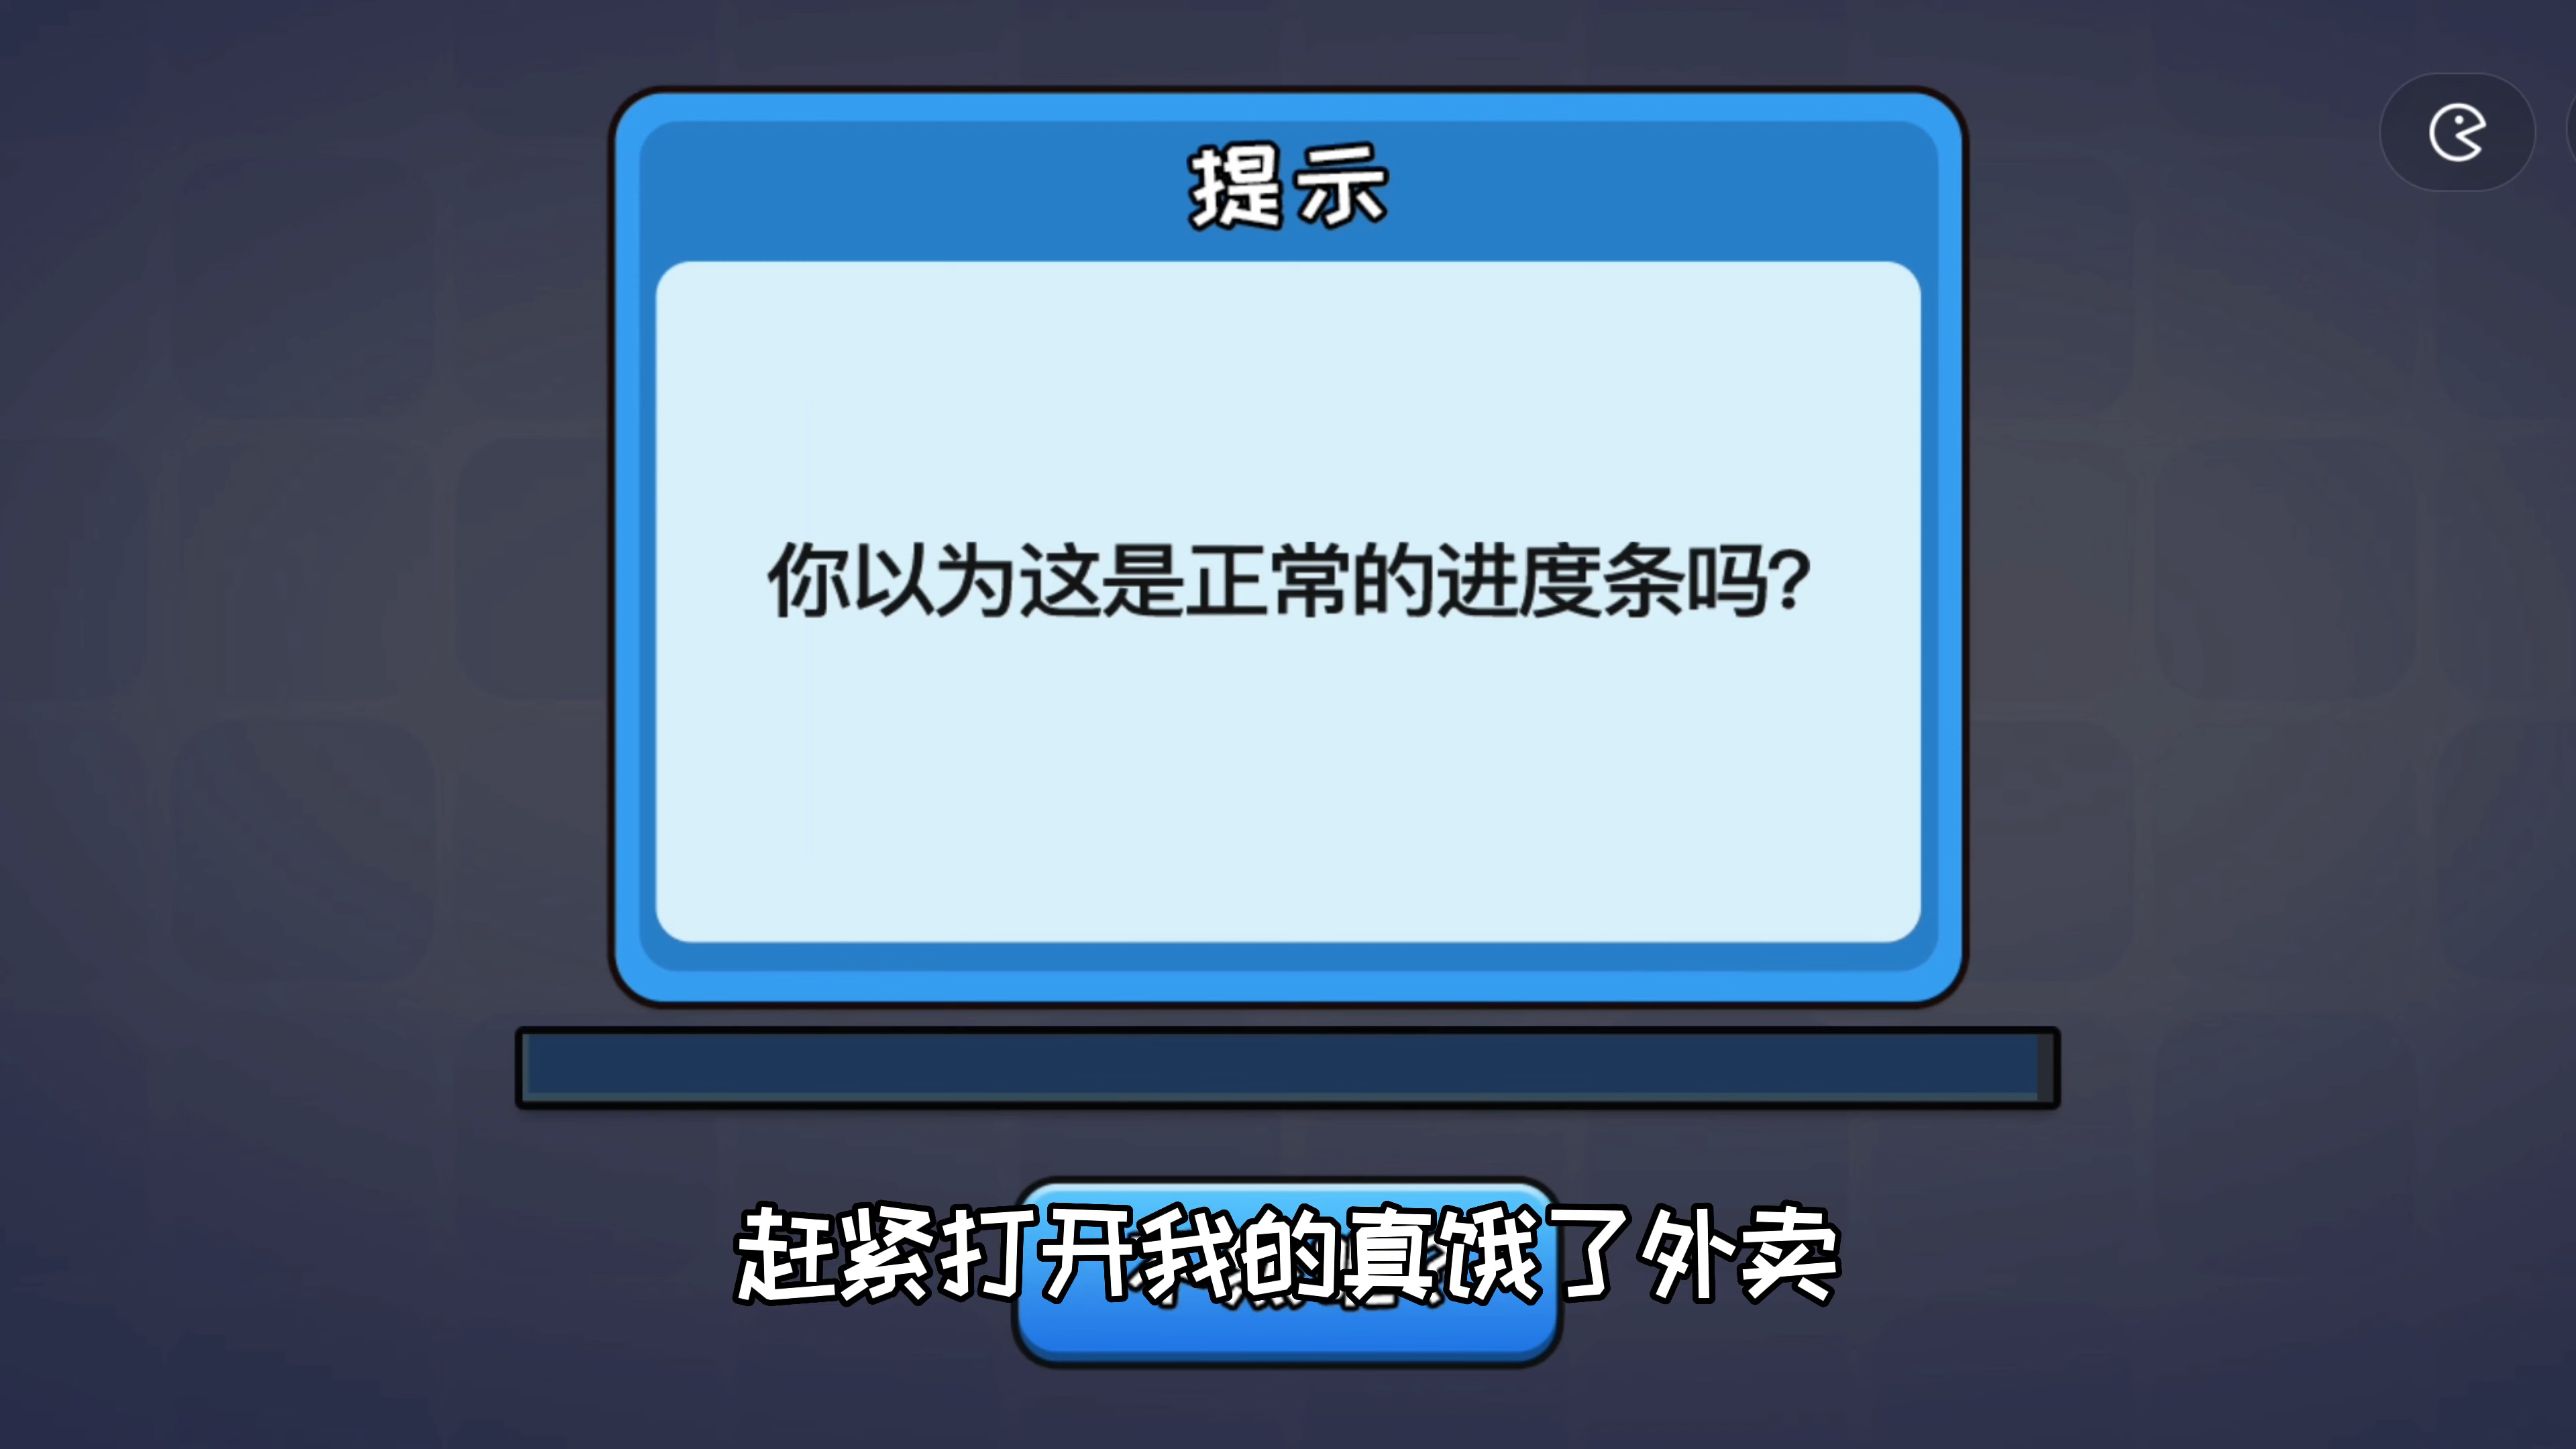 提示
你以为这是正常的进度条吗?
赶紧打开我的真饿了外卖